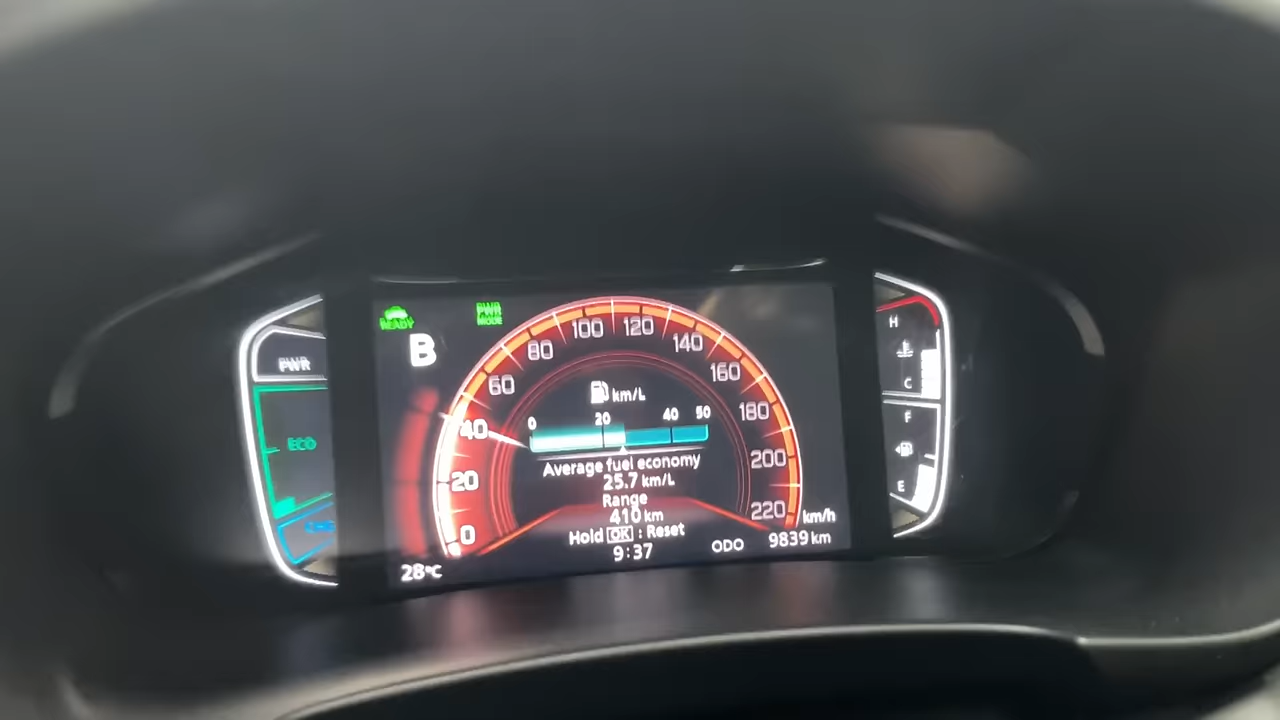 READY
PWR
MODE
B
PWR
ECO
0
20
40
60
80
100
120
140
160
180
200
220
km/h
km/L
0 20 40 50
Average fuel economy
25.7 km/L
Range
410 km
Hold OK : Reset
9:37
ODO 9839 km
28°C
H
C
F
E